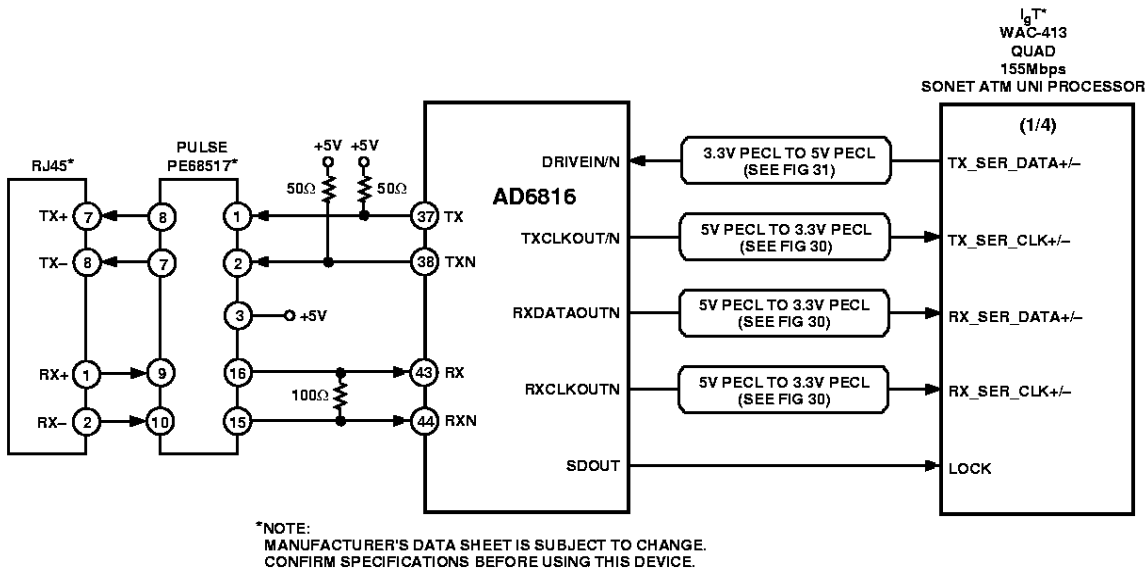 IgT*
WAC-413
QUAD
155Mbps
SONET ATM UNI PROCESSOR
(1/4)
RJ45*
PULSE
PE68517*
+5V +5V
50Ω 50Ω
AD6816
TX+ 7 8 1 37 TX
TX– 8 7 2 38 TXN
3 +5V
RX+ 1 9 16 43 RX
100Ω
RX– 2 10 15 44 RXN
DRIVEIN/N
3.3V PECL TO 5V PECL
(SEE FIG 31)
TX_SER_DATA+/–
TXCLKOUT/N
5V PECL TO 3.3V PECL
(SEE FIG 30)
TX_SER_CLK+/–
RXDATAOUTN
5V PECL TO 3.3V PECL
(SEE FIG 30)
RX_SER_DATA+/–
RXCLKOUTN
5V PECL TO 3.3V PECL
(SEE FIG 30)
RX_SER_CLK+/–
SDOUT
LOCK
*NOTE:
MANUFACTURER'S DATA SHEET IS SUBJECT TO CHANGE.
CONFIRM SPECIFICATIONS BEFORE USING THIS DEVICE.